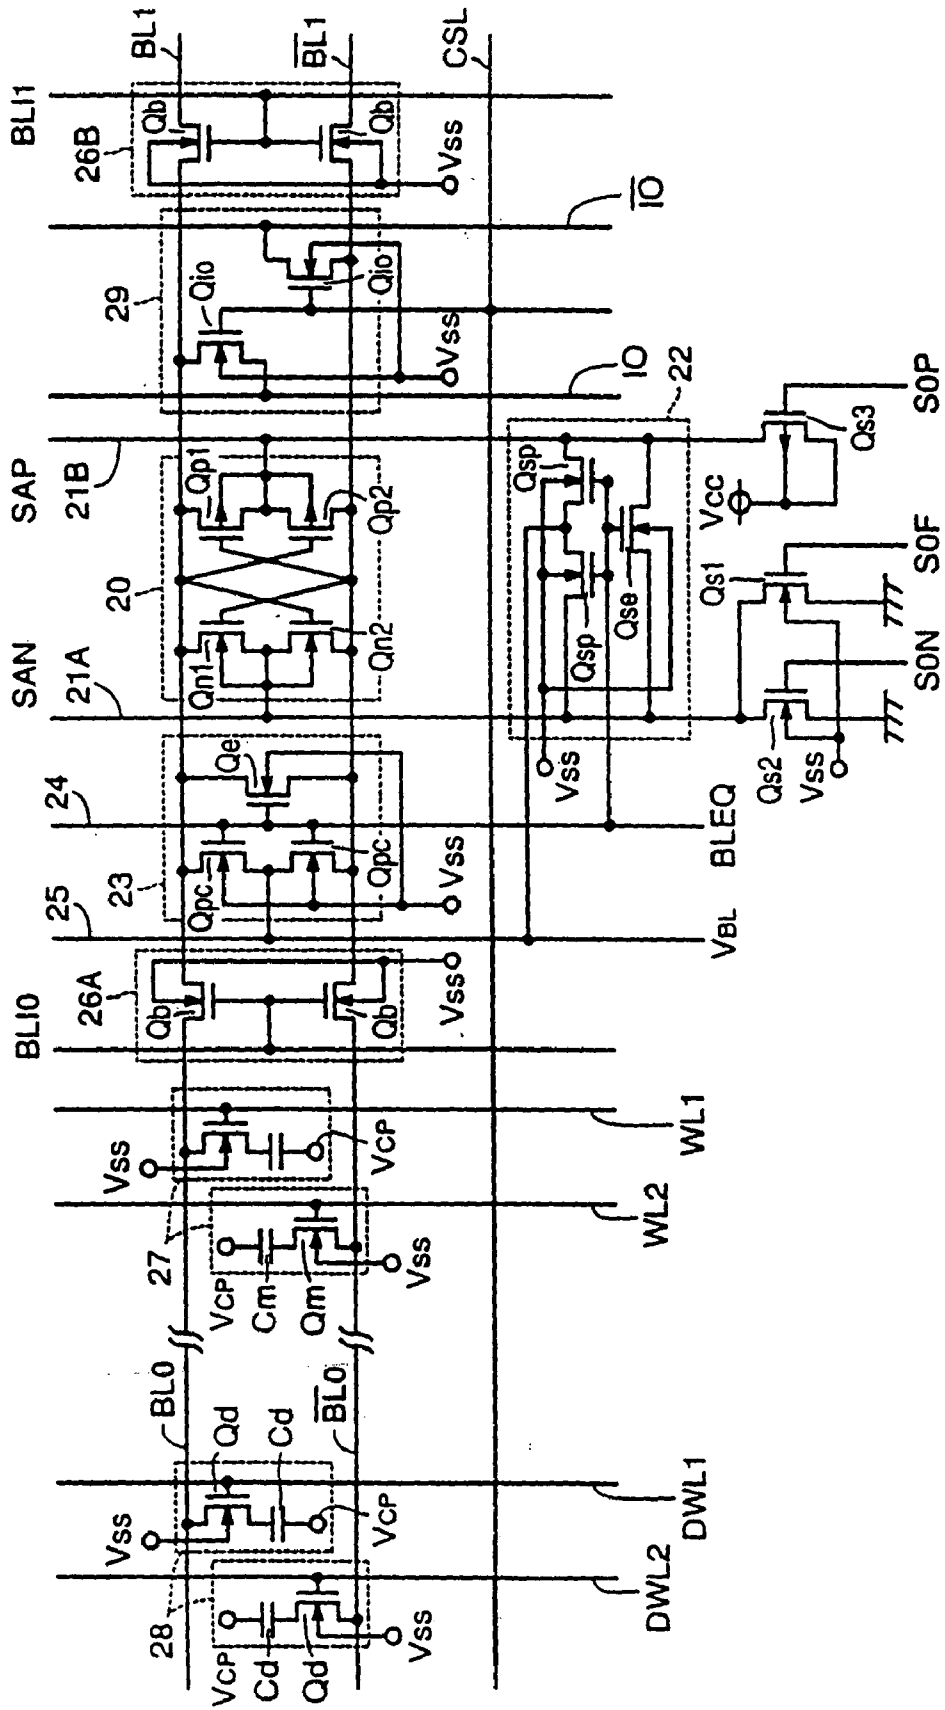 BLI0
SAN
SAP
BLI1
25
24
21A
21B
26A
26B
Vss
Vss
23
20
29
28
BL0
27
Qb
Qb
BL1
Qpc
Qn1
Qp1
Qio
VCP
Qd
VCP
Qe
Cd
Cd
Cm
Qd
B̅L̅0̅
Qm
B̅L̅1̅
VCP
VCP
Qb
Qpc
Qn2
Qp2
Qio
Qb
Vss
Vss
Vss
Vss
Vss
Vss
CSL
IO
I̅O̅
Qsp
22
Vss
Qsp
Qse
DWL2
DWL1
WL2
WL1
VBL
BLEQ
Qs2
Qs1
Vcc
Vss
Qs3
S0N
S0F
S0P